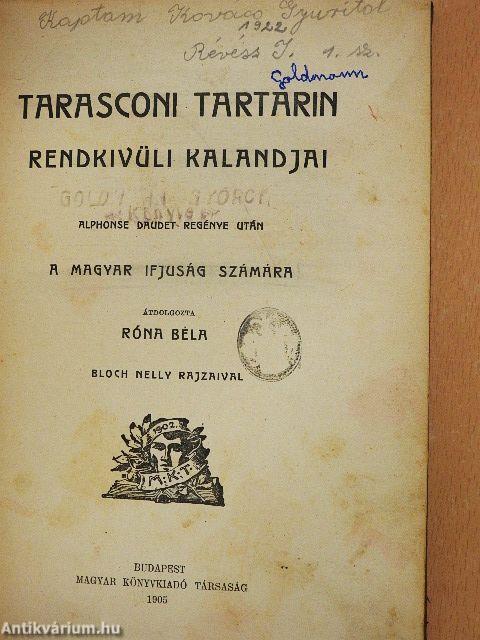 Kaptam Kovács Gyuritól
1922
Révész J. 1. sz.
Goldmann
TARASCONI TARTARIN
RENDKIVÜLI KALANDJAI
ALPHONSE DAUDET REGÉNYE UTÁN
A MAGYAR IFJUSÁG SZÁMÁRA
ÁTDOLGOZTA
RÓNA BÉLA
BLOCH NELLY RAJZAIVAL
1902.
M.K.T.
BUDAPEST
MAGYAR KÖNYVKIADÓ TÁRSASÁG
1905
Antikvárium.hu